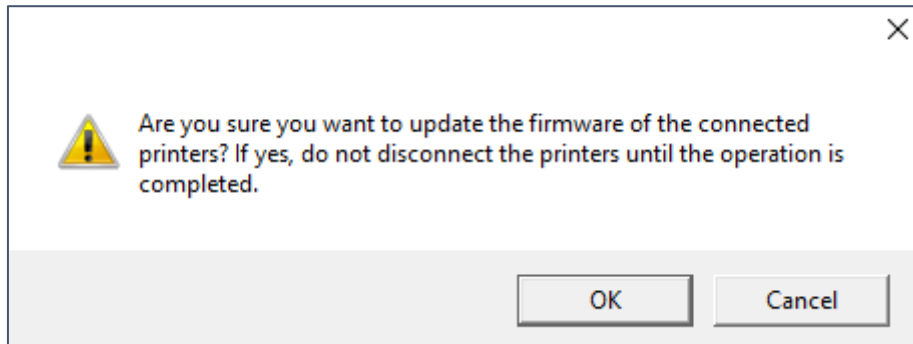 Are you sure you want to update the firmware of the connected
printers? If yes, do not disconnect the printers until the operation is
completed.
OK
Cancel